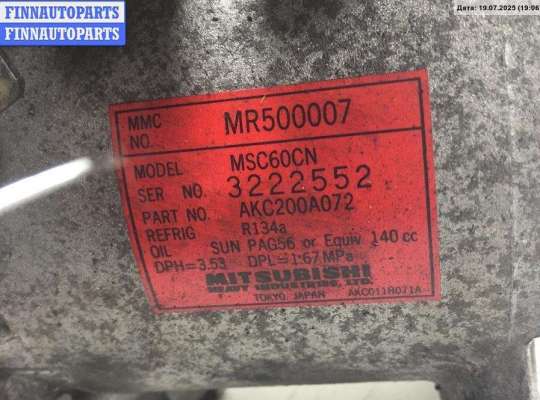 FINNAUTOPARTS
FINNAUTOPARTS
FINNAUTOPARTS
Дата: 19.07.2025 (19:06
MMC NO. MR500007
MODEL MSC60CN
SER NO. 3222552
PART NO. AKC200A072
REFRIG R134a
OIL SUN PAG56 or Equiv 140 cc
DPH=3.53 DPL=1.67MPa
MITSUBISHI
HEAVY INDUSTRIES, LTD.
TOKYO JAPAN AKC011H071A